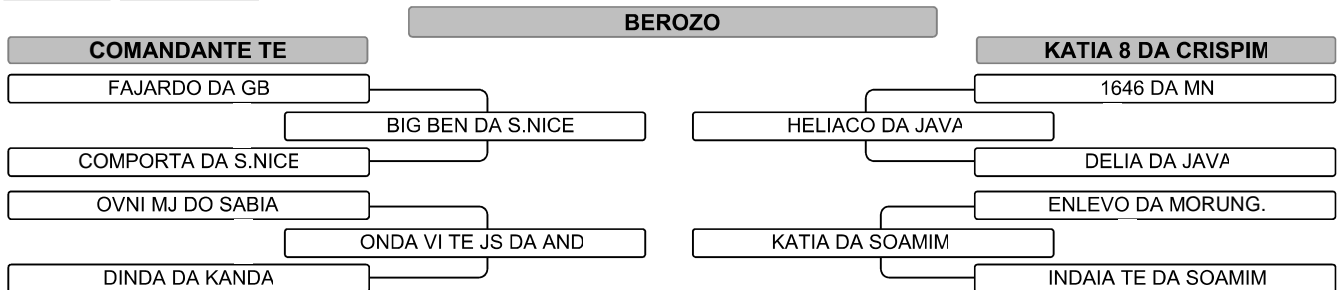 BEROZO
COMANDANTE TE
KATIA 8 DA CRISPIM
FAJARDO DA GB
1646 DA MN
BIG BEN DA S.NICE
HELIACO DA JAVA
COMPORTA DA S.NICE
DELIA DA JAVA
OVNI MJ DO SABIA
ENLEVO DA MORUNG.
ONDA VI TE JS DA AND
KATIA DA SOAMIM
DINDA DA KANDA
INDAIA TE DA SOAMIM